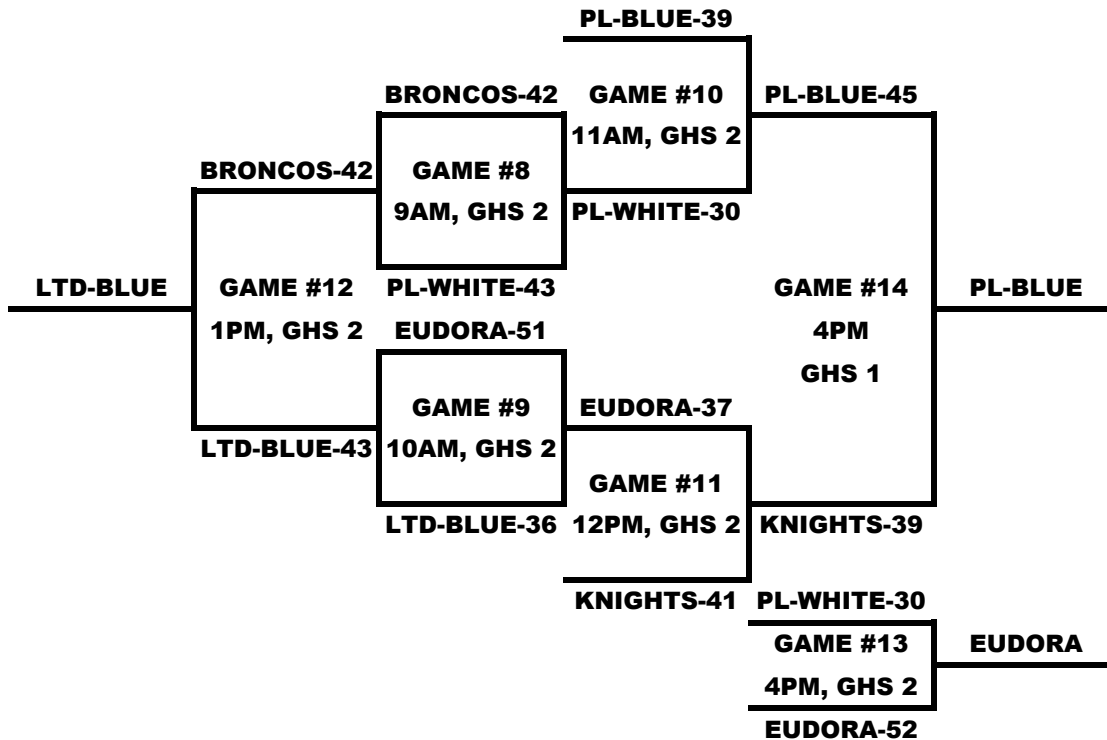 PL-BLUE-39
BRONCOS-42
GAME #10
PL-BLUE-45
11AM, GHS 2
BRONCOS-42
GAME #8
9AM, GHS 2
PL-WHITE-30
LTD-BLUE
GAME #12
PL-WHITE-43
GAME #14
PL-BLUE
1PM, GHS 2
EUDORA-51
4PM
GHS 1
GAME #9
EUDORA-37
LTD-BLUE-43
10AM, GHS 2
GAME #11
LTD-BLUE-36
12PM, GHS 2
KNIGHTS-39
KNIGHTS-41
PL-WHITE-30
GAME #13
EUDORA
4PM, GHS 2
EUDORA-52